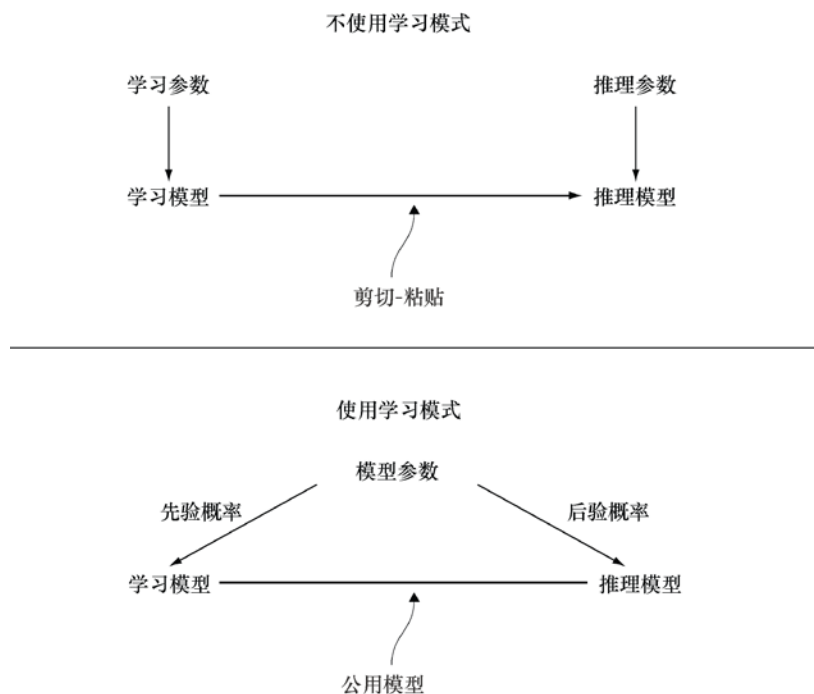 不使用学习模式
学习参数
推理参数
学习模型
推理模型
剪切-粘贴
使用学习模式
模型参数
先验概率
后验概率
学习模型
推理模型
公用模型